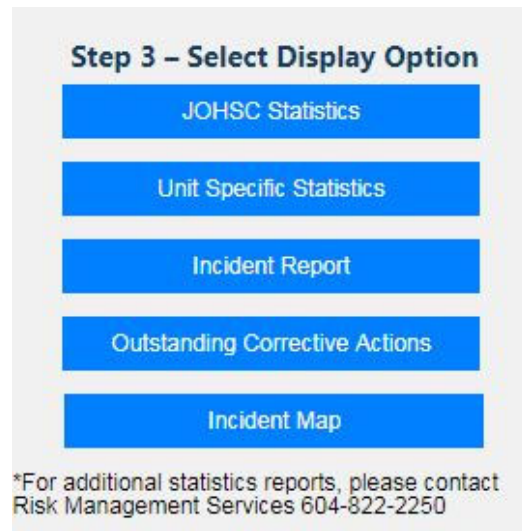 Step 3 – Select Display Option
JOHSC Statistics
Unit Specific Statistics
Incident Report
Outstanding Corrective Actions
Incident Map
*For additional statistics reports, please contact
Risk Management Services 604-822-2250